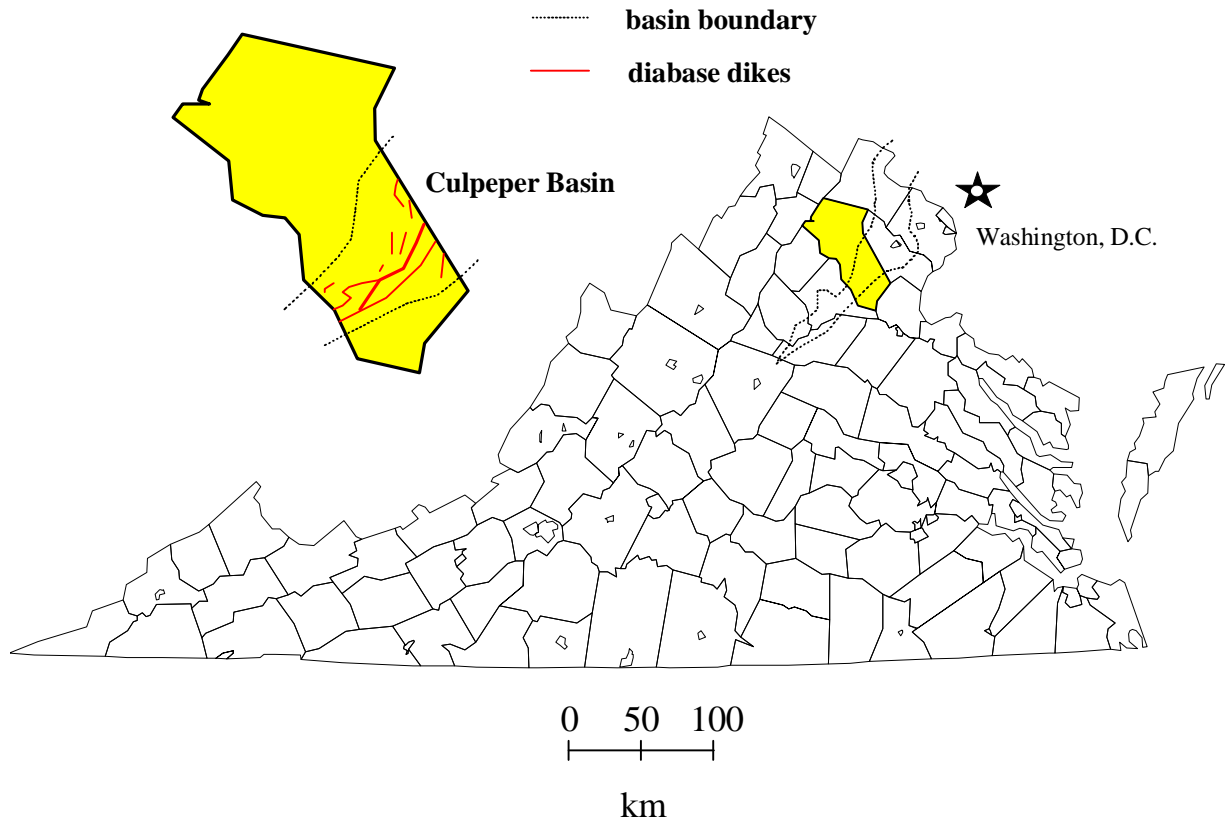 basin boundary
diabase dikes
Culpeper Basin
Washington, D.C.
0 50 100
km